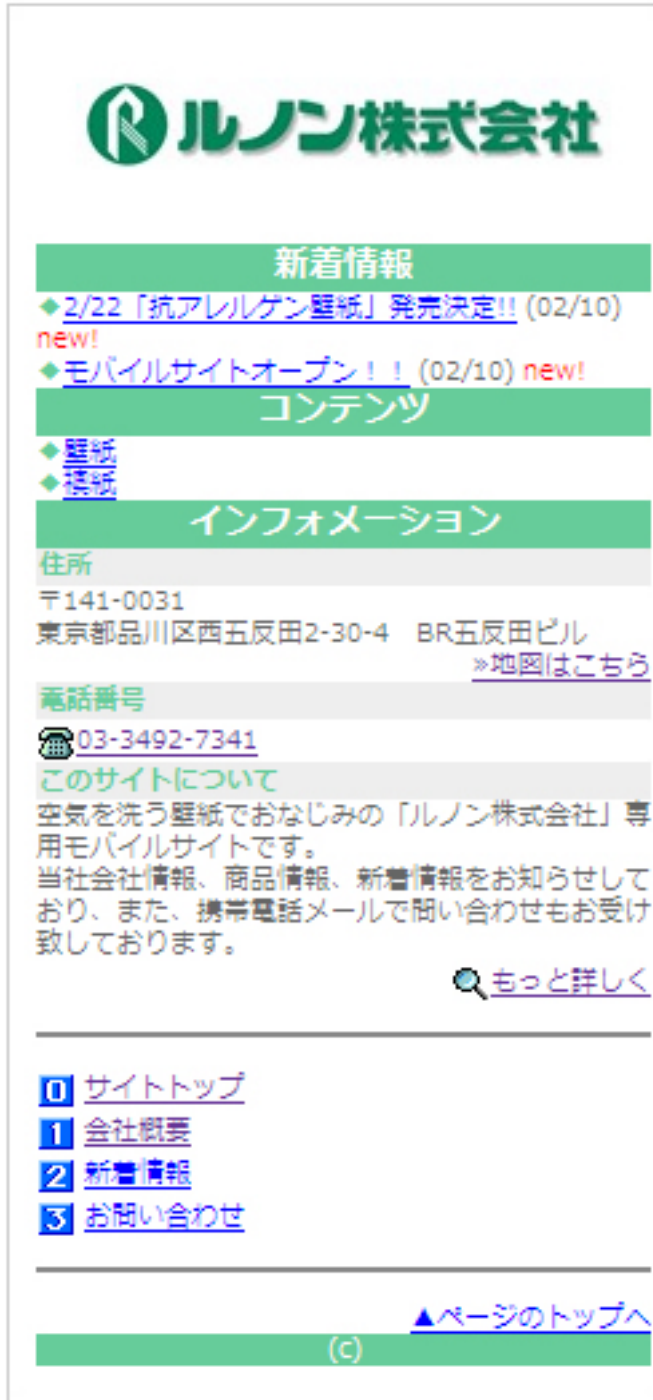 ルノン株式会社
新着情報
◆2/22「抗アレルゲン壁紙」発売決定!! (02/10)
new!
◆モバイルサイトオープン！！ (02/10) new!
コンテンツ
◆壁紙
◆襖紙
インフォメーション
住所
〒141-0031
東京都品川区西五反田2-30-4　BR五反田ビル
»地図はこちら
電話番号
03-3492-7341
このサイトについて
空気を洗う壁紙でおなじみの「ルノン株式会社」専
用モバイルサイトです。
当社会社情報、商品情報、新着情報をお知らせして
おり、また、携帯電話メールで問い合わせもお受け
致しております。
もっと詳しく
0 サイトトップ
1 会社概要
2 新着情報
3 お問い合わせ
▲ページのトップへ
(c)